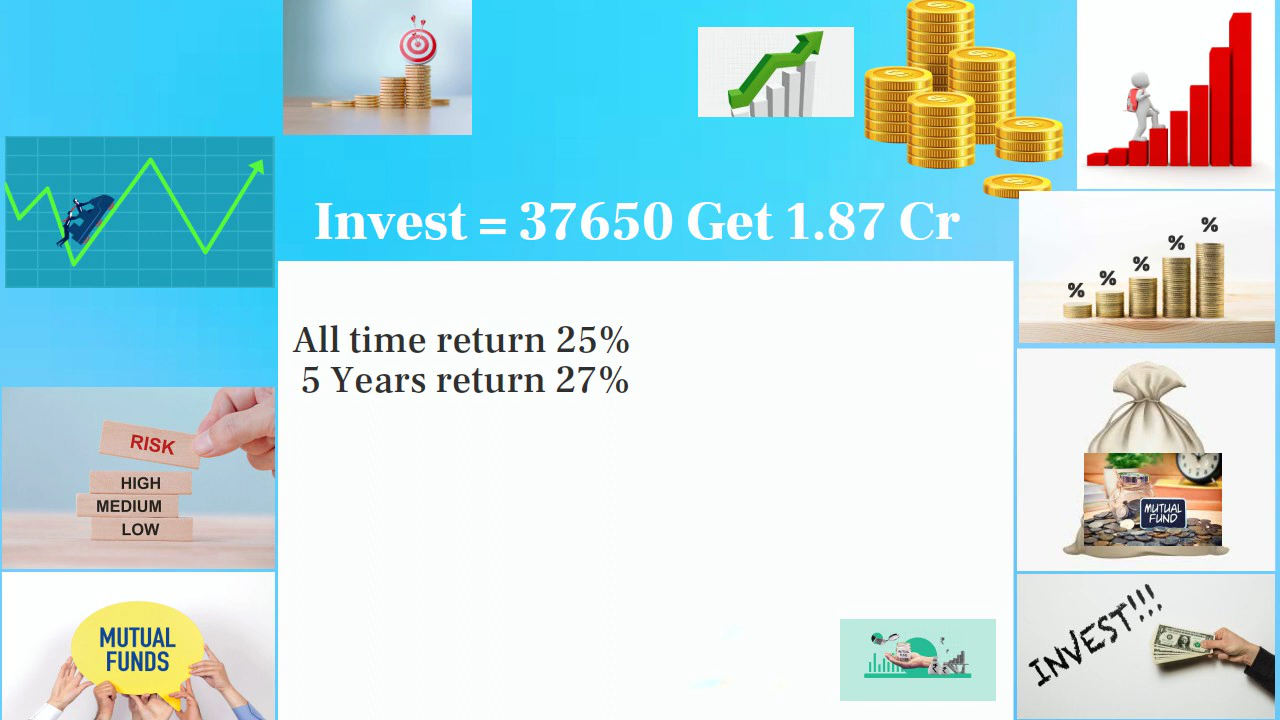 Invest = 37650 Get 1.87 Cr
All time return 25%
5 Years return 27%
RISK
HIGH
MEDIUM
LOW
MUTUAL
FUNDS
%
%
%
%
%
MUTUAL
FUND
INVEST!!!